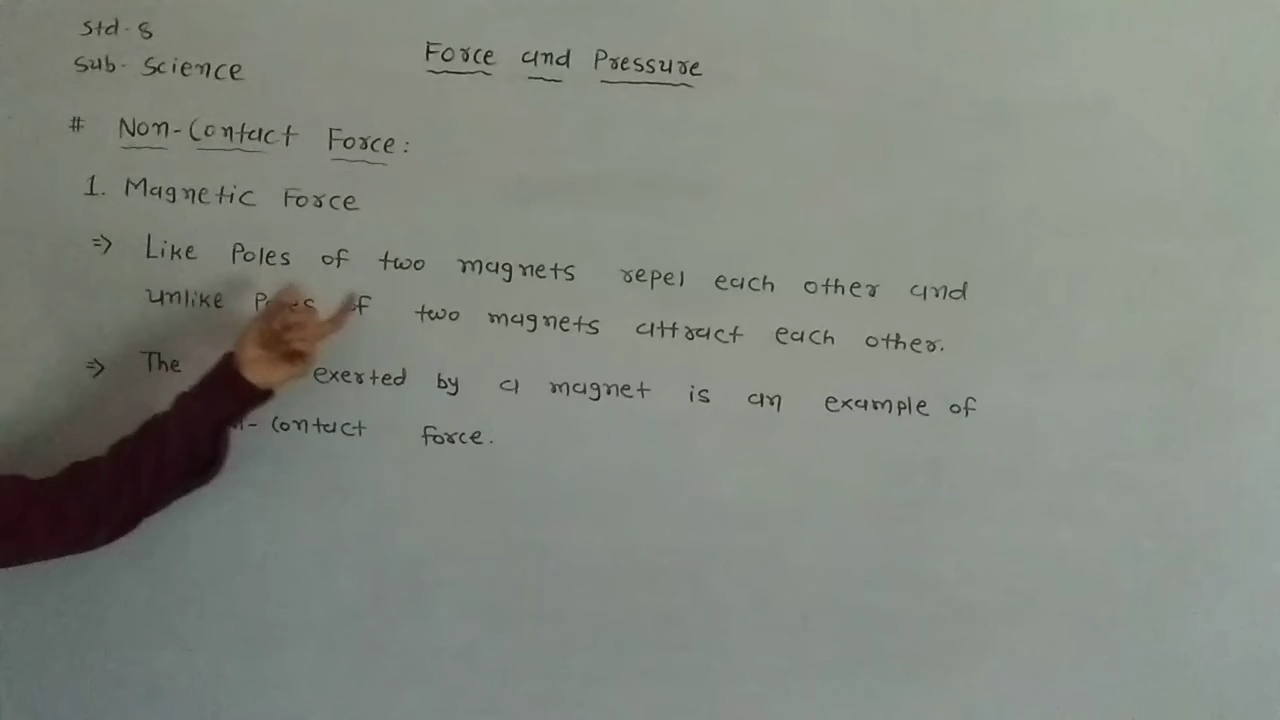 Std-8
Sub-Science
Force and Pressure
# Non-Contact Force:
1. Magnetic Force
⇒ Like Poles of two magnets repel each other and
unlike Poles of two magnets attract each other.
⇒ The exerted by a magnet is an example of
contact force.